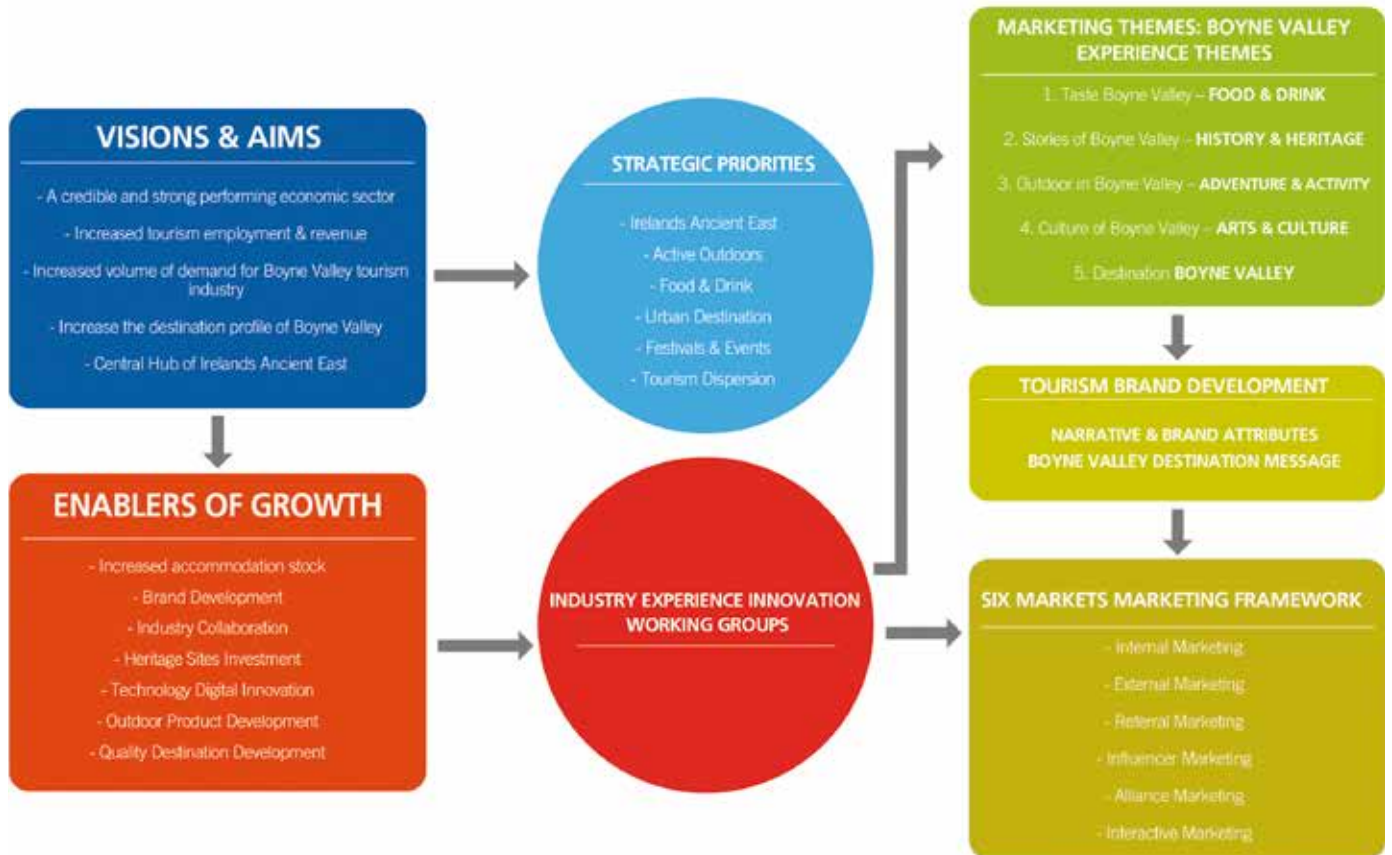 VISIONS & AIMS
- A credible and strong performing economic sector
- Increased tourism employment & revenue
- Increased volume of demand for Boyne Valley tourism
industry
- Increase the destination profile of Boyne Valley
- Central Hub of Irelands Ancient East
STRATEGIC PRIORITIES
- Irelands Ancient East
- Active Outdoors
- Food & Drink
- Urban Destination
- Festivals & Events
- Tourism Dispersion
ENABLERS OF GROWTH
- Increased accommodation stock
- Brand Development
- Industry Collaboration
- Heritage Sites Investment
- Technology Digital Innovation
- Outdoor Product Development
- Quality Destination Development
INDUSTRY EXPERIENCE INNOVATION
WORKING GROUPS
MARKETING THEMES: BOYNE VALLEY
EXPERIENCE THEMES
1. Taste Boyne Valley – FOOD & DRINK
2. Stories of Boyne Valley – HISTORY & HERITAGE
3. Outdoor in Boyne Valley – ADVENTURE & ACTIVITY
4. Culture of Boyne Valley – ARTS & CULTURE
5. Destination BOYNE VALLEY
TOURISM BRAND DEVELOPMENT
NARRATIVE & BRAND ATTRIBUTES
BOYNE VALLEY DESTINATION MESSAGE
SIX MARKETS MARKETING FRAMEWORK
- Internal Marketing
- External Marketing
- Referral Marketing
- Influencer Marketing
- Alliance Marketing
- Interactive Marketing